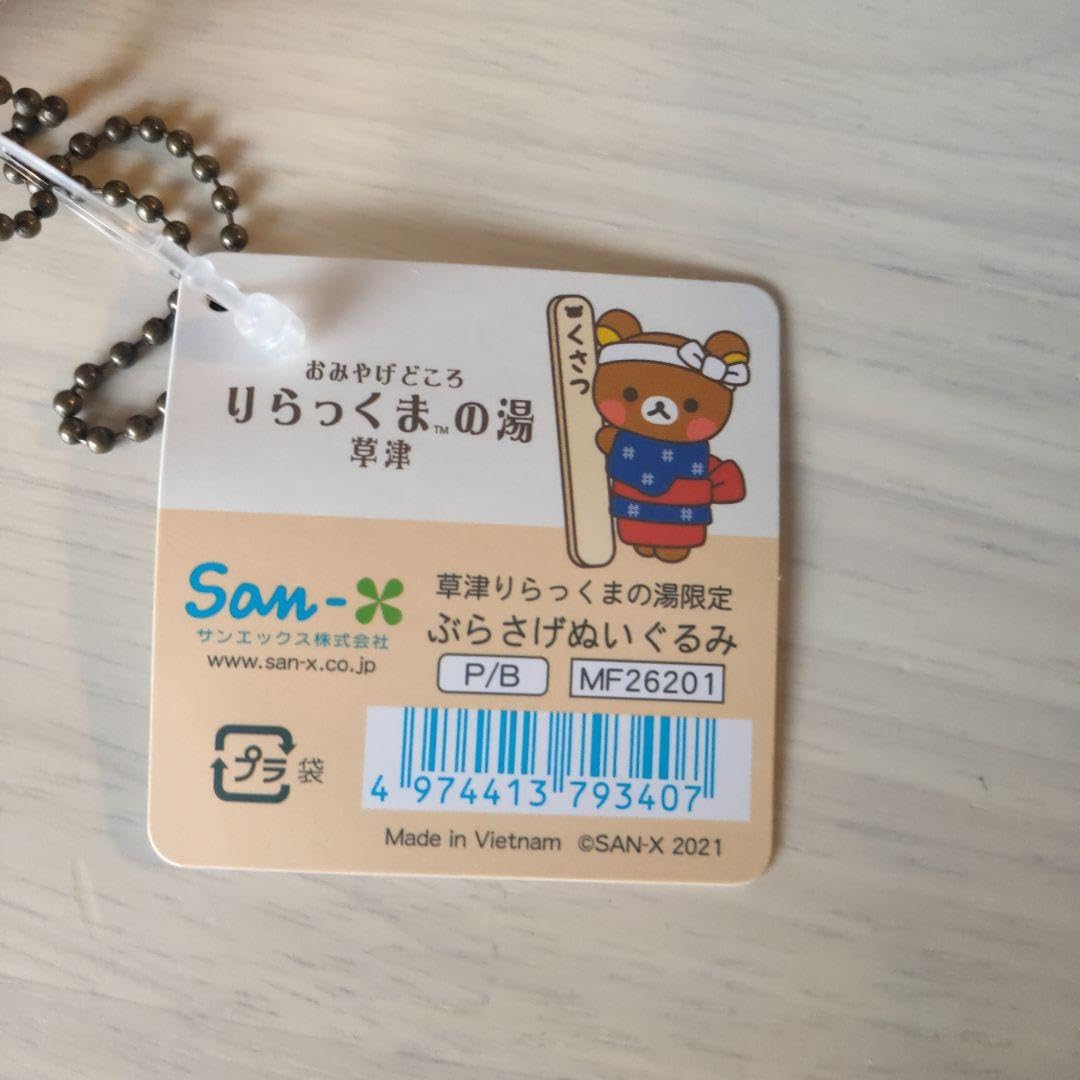 おみやげどころ
りらっくま™の湯
草津
くさつ
San-X
サンエックス株式会社
www.san-x.co.jp
草津りらっくまの湯限定
ぶらさげぬいぐるみ
P/B MF26201
プラ 袋
4 974413 793407
Made in Vietnam ©SAN-X 2021